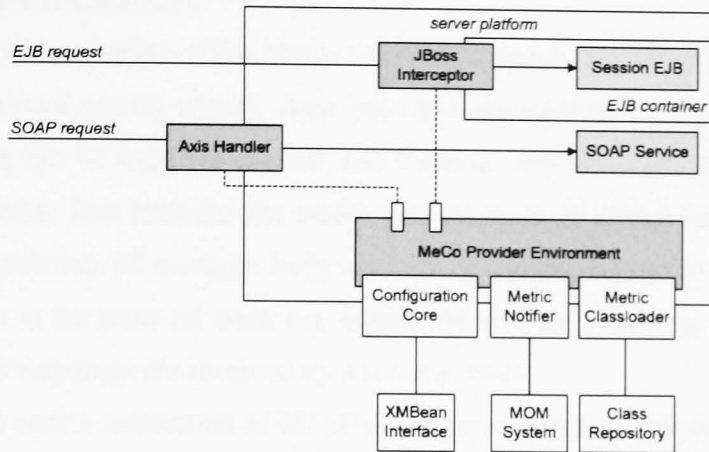 server platform
EJB request
JBoss
Interceptor
Session EJB
EJB container
SOAP request
Axis Handler
SOAP Service
MeCo Provider Environment
Configuration
Core
Metric
Notifier
Metric
Classloader
XMBean
Interface
MOM
System
Class
Repository